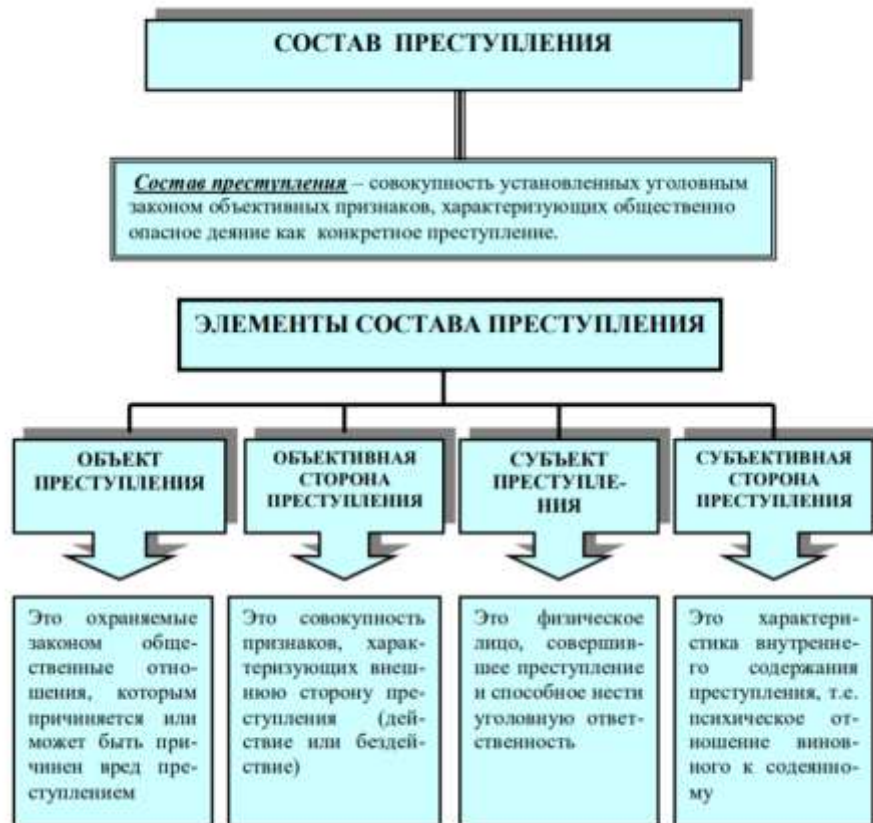 СОСТАВ ПРЕСТУПЛЕНИЯ
Состав преступления – совокупность установленных уголовным
законом объективных признаков, характеризующих общественно
опасное деяние как конкретное преступление.
ЭЛЕМЕНТЫ СОСТАВА ПРЕСТУПЛЕНИЯ
ОБЪЕКТ
ПРЕСТУПЛЕНИЯ
ОБЪЕКТИВНАЯ
СТОРОНА
ПРЕСТУПЛЕНИЯ
СУБЪЕКТ
ПРЕСТУПЛЕ-
НИЯ
СУБЪЕКТИВНАЯ
СТОРОНА
ПРЕСТУПЛЕНИЯ
Это охраняемые
законом обще-
ственные отно-
шения, которым
причиняется или
может быть при-
чинен вред пре-
ступлением
Это совокупность
признаков, харак-
теризующих внеш-
нюю сторону пре-
ступления (дей-
ствие или бездей-
ствие)
Это физическое
лицо, совершив-
шее преступление
и способное нести
уголовную ответ-
ственность
Это характери-
стика внутренне-
го содержания
преступления, т.е.
психическое от-
ношение винов-
ного к содеянно-
му